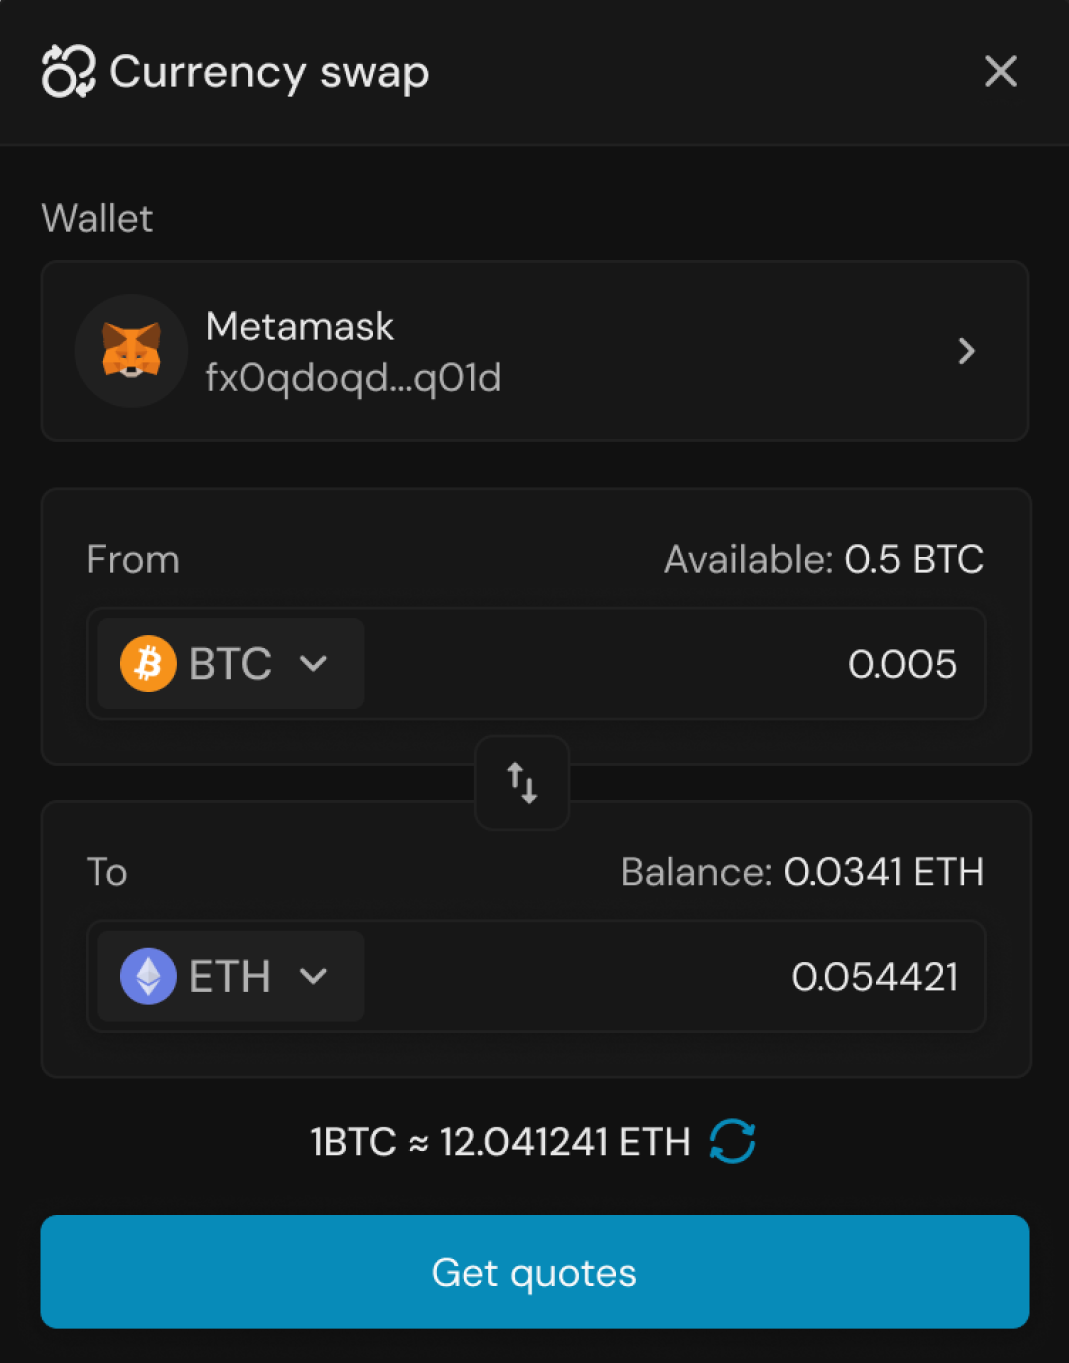 Currency swap
Wallet
Metamask
fx0qdoqd...q01d
From
Available: 0.5 BTC
BTC
0.005
To
Balance: 0.0341 ETH
ETH
0.054421
1BTC ≈ 12.041241 ETH
Get quotes